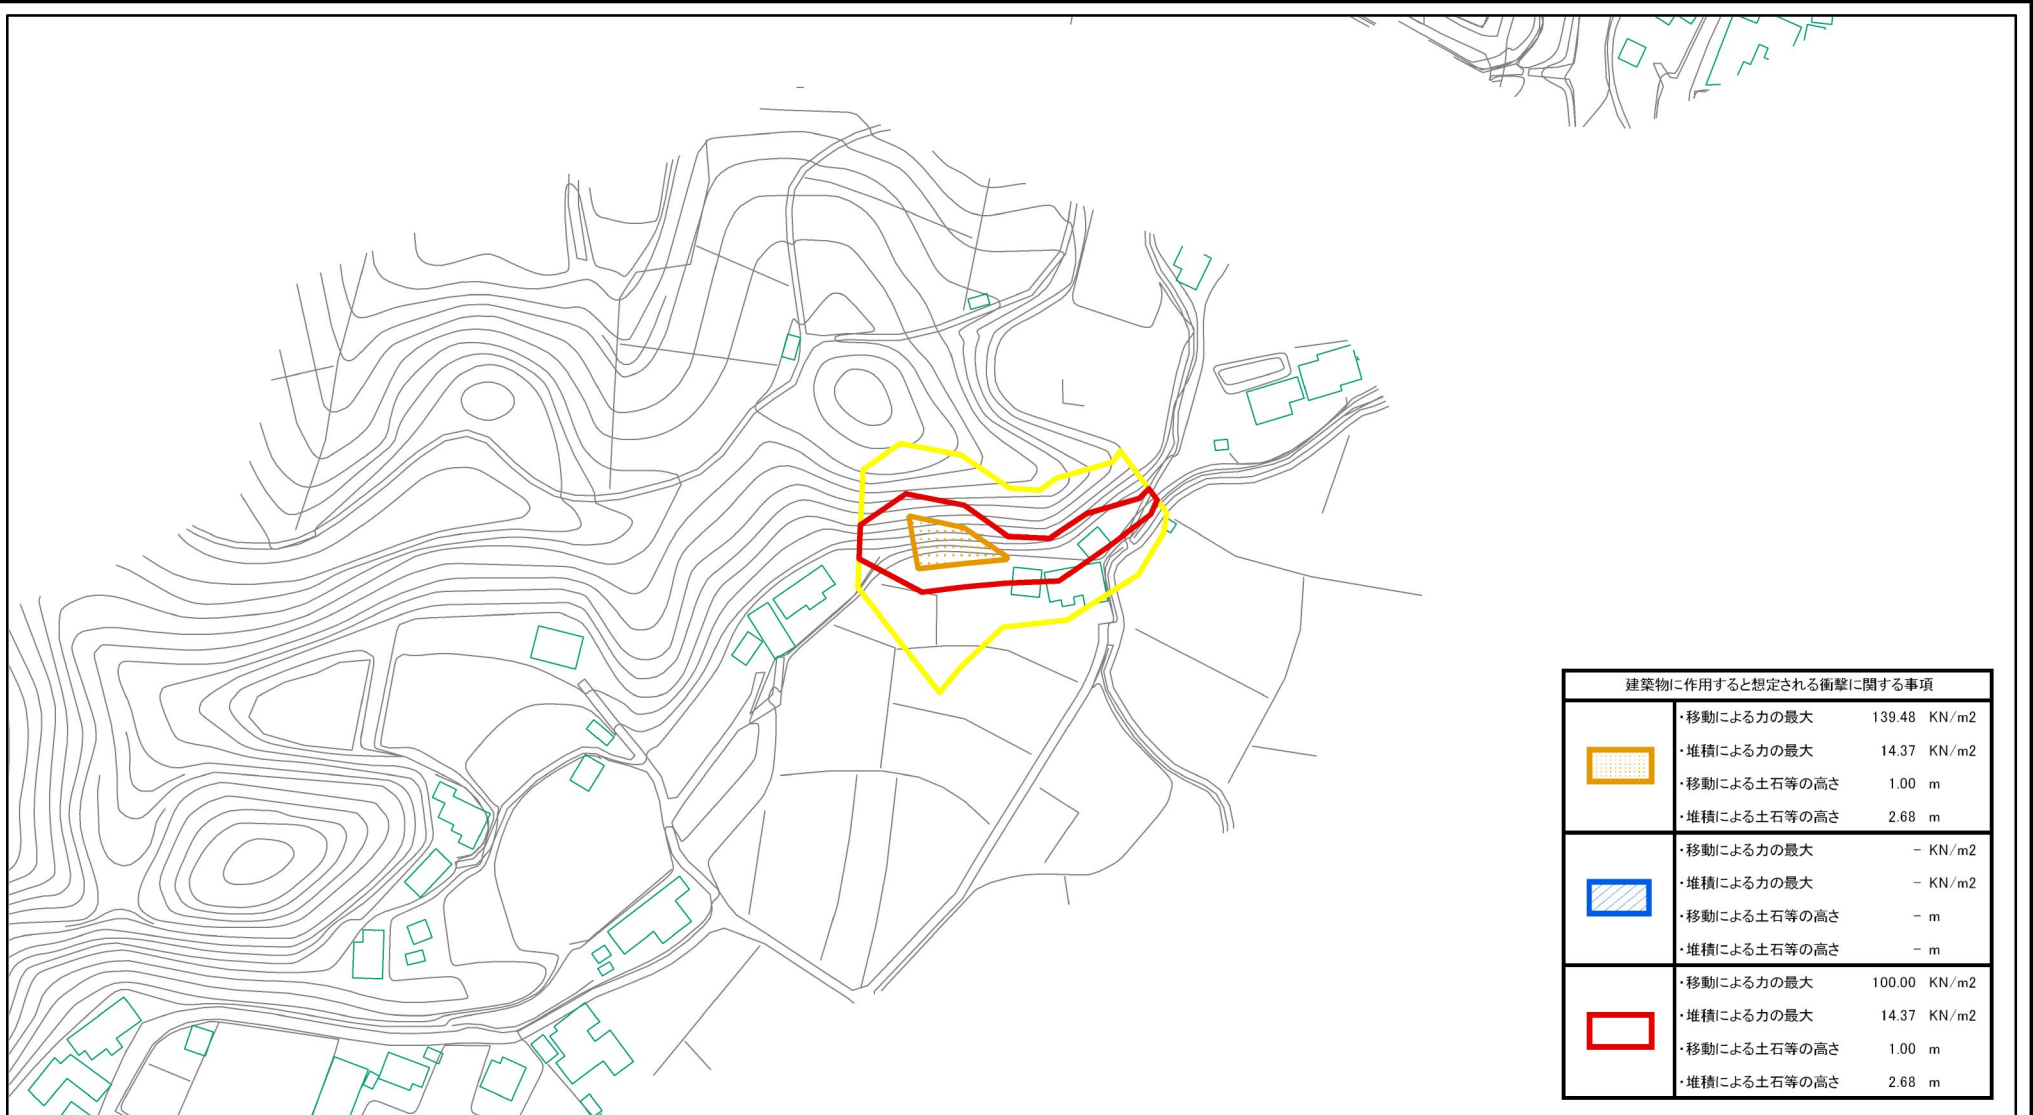 建築物に作用すると想定される衝撃に関する事項
・移動による力の最大 139.48 KN/m2
・堆積による力の最大 14.37 KN/m2
・移動による土石等の高さ 1.00 m
・堆積による土石等の高さ 2.68 m
・移動による力の最大 - KN/m2
・堆積による力の最大 - KN/m2
・移動による土石等の高さ - m
・堆積による土石等の高さ - m
・移動による力の最大 100.00 KN/m2
・堆積による力の最大 14.37 KN/m2
・移動による土石等の高さ 1.00 m
・堆積による土石等の高さ 2.68 m